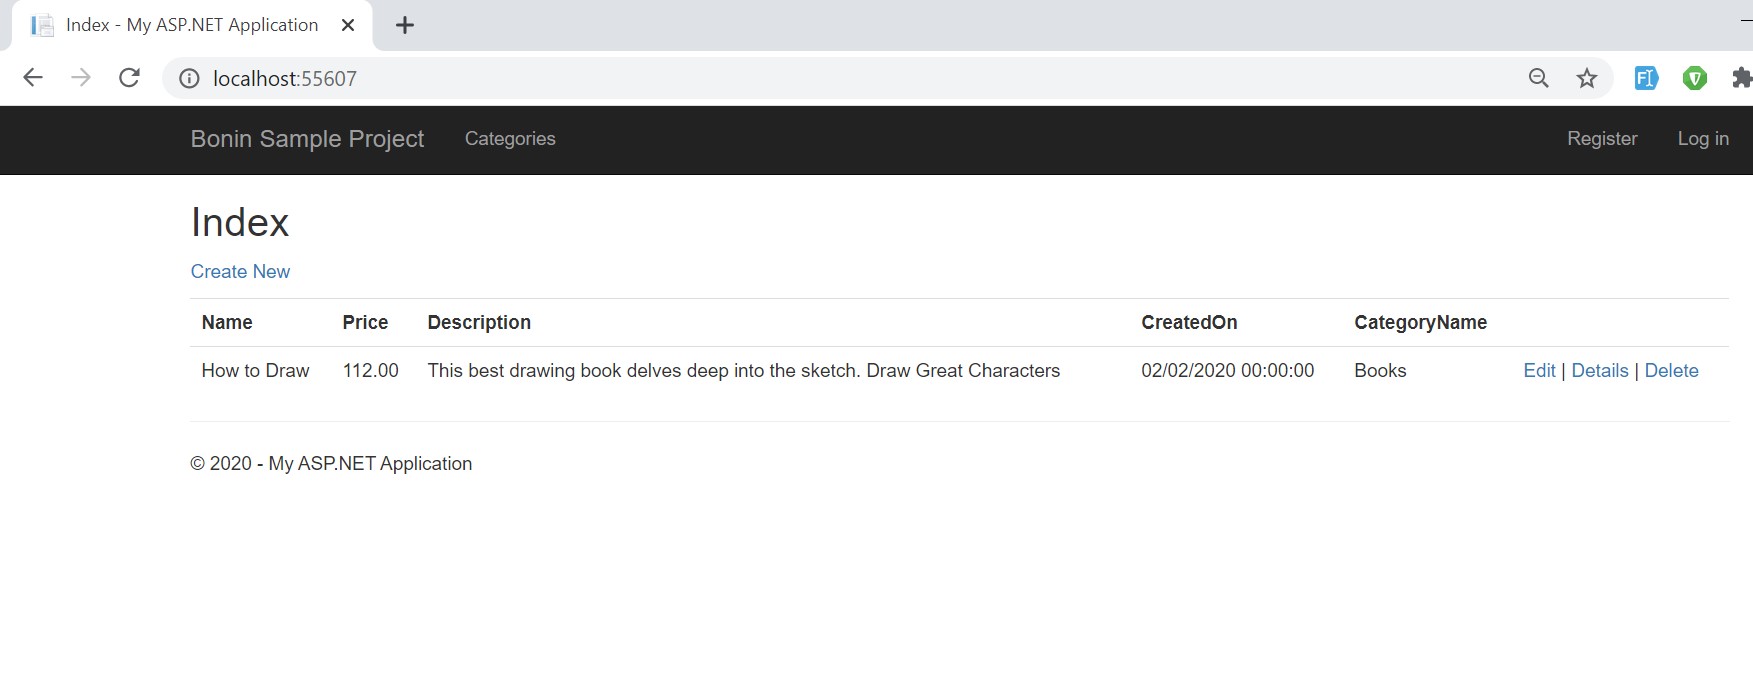 Index - My ASP.NET Application
localhost:55607
Bonin Sample Project Categories Register Log in
Index
Create New
Name Price Description CreatedOn CategoryName
How to Draw 112.00 This best drawing book delves deep into the sketch. Draw Great Characters 02/02/2020 00:00:00 Books Edit | Details | Delete
© 2020 - My ASP.NET Application